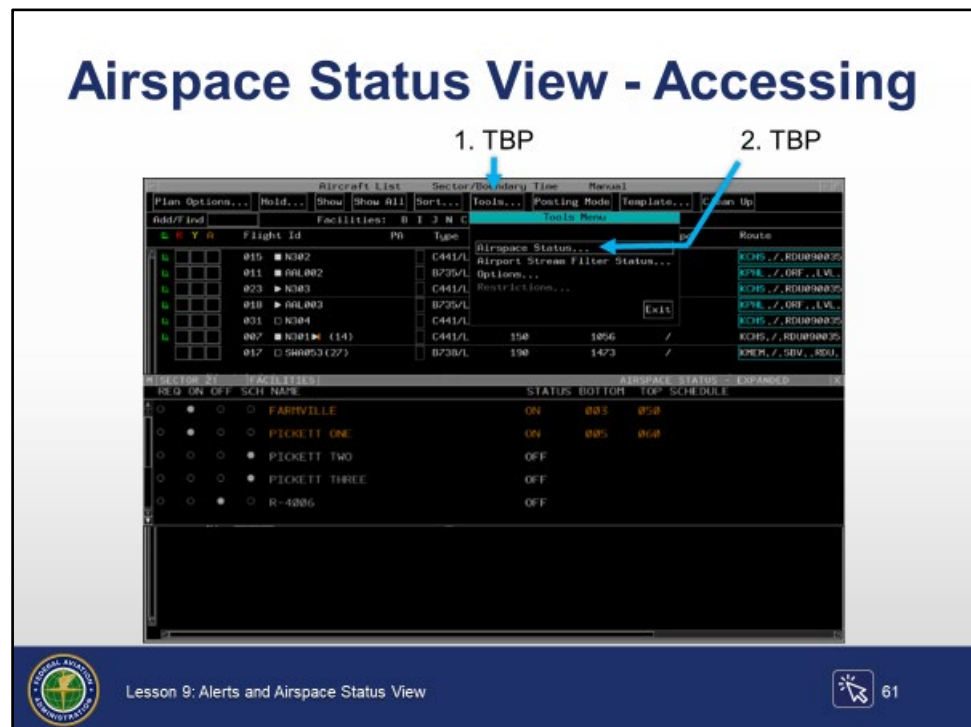 Airspace Status View - Accessing
1. TBP 2. TBP
Aircraft List Sector/Boundary Time Manual
Plan Options... Hold... Show Show All Sort... Tools... Posting Mode Template... Clean Up
Add/Find Facilities: B I J N C Tools Menu
R Y A Flight Id PA Type Route
Airspace Status...
Airport Stream Filter Status...
Options...
Restrictions...
Exit
015 N302 C441/L KCHS./.RDU090035
011 AAL002 B735/L KPHL./.ORF..LVL.
023 N303 C441/L KCHS./.RDU090035
018 AAL003 B735/L KPHL./.ORF..LVL.
031 N304 C441/L KCHS./.RDU090035
007 N301 (14) C441/L 150 1056 / KCHS./.RDU090035
017 SWA053(27) B738/L 190 1473 / KMEM./.SBV..RDU.
M SECTOR 21 FACILITIES AIRSPACE STATUS - EXPANDED X
REQ ON OFF SCH NAME STATUS BOTTOM TOP SCHEDULE
FARMVILLE ON 003 050
PICKETT ONE ON 005 060
PICKETT TWO OFF
PICKETT THREE OFF
R-4006 OFF
FEDERAL AVIATION ADMINISTRATION
Lesson 9: Alerts and Airspace Status View 61